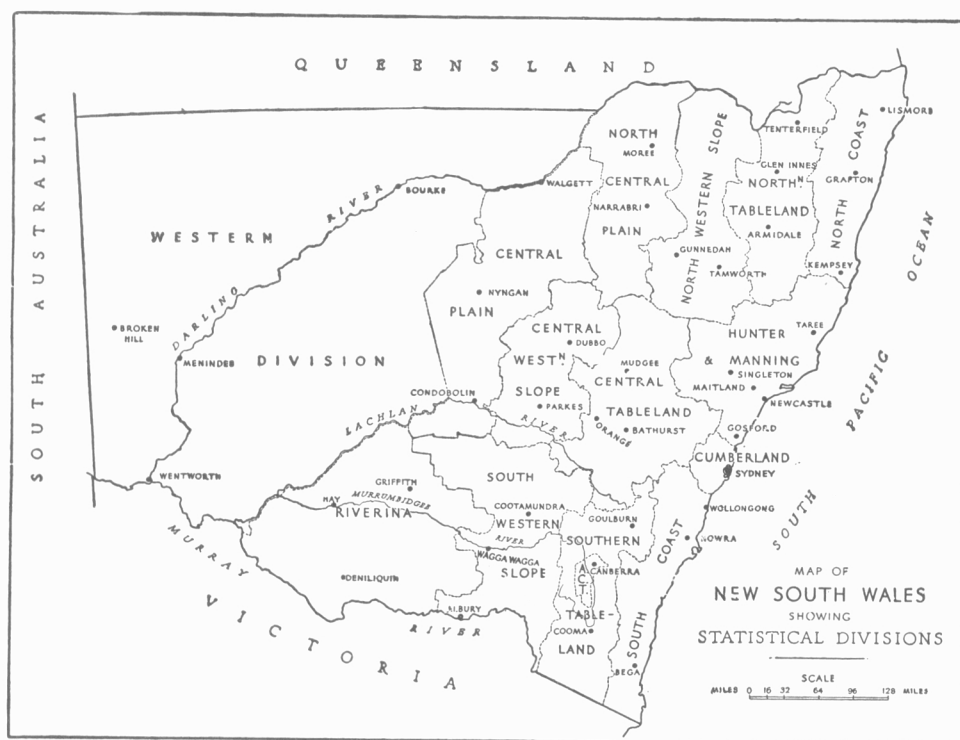 QUEENSLAND
SOUTH AUSTRALIA
WESTERN
DIVISION
DARLING RIVER
BOURKE
WALGETT
BROKEN
HILL
MENINDEE
WENTWORTH
NORTH
MOREE
CENTRAL
NARRABRI
PLAIN
NORTH WESTERN SLOPE
GUNNEDAH
TAMWORTH
TENTERFIELD
GLEN INNES
NORTHN
TABLELAND
ARMIDALE
NORTH COAST
LISMORE
GRAFTON
KEMPSEY
CENTRAL
NYNGAN
PLAIN
CONDOBOLIN
CENTRAL
DUBBO
WESTN
SLOPE
PARKES
MUDGEE
CENTRAL
TABLELAND
ORANGE
BATHURST
HUNTER
TAREE
& MANNING
SINGLETON
MAITLAND
NEWCASTLE
GOSFORD
CUMBERLAND
SYDNEY
LACHLAN RIVER
GRIFFITH
HAY
MURRUMBIDGEE RIVER
RIVERINA
DENILIQUIN
SOUTH
COOTAMUNDRA
WESTERN
WAGGA WAGGA
SLOPE
ALBURY
GOULBURN
SOUTHERN
CANBERRA
A.C.T.
TABLE-
COOMA
LAND
SOUTH COAST
WOLLONGONG
NOWRA
BEGA
MURRAY RIVER
VICTORIA
SOUTH PACIFIC OCEAN
MAP OF
NEW SOUTH WALES
SHOWING
STATISTICAL DIVISIONS
SCALE
MILES 0 16 32 64 96 128 MILES